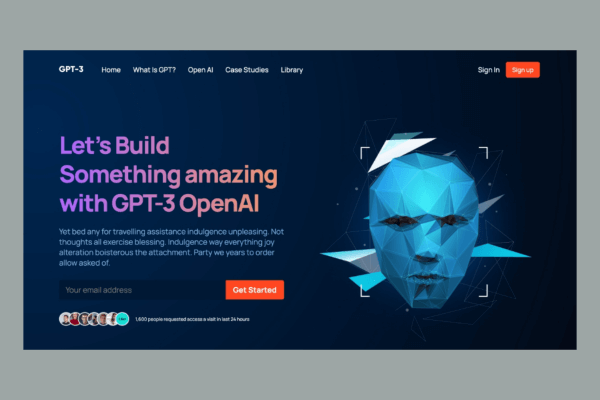 GPT-3 Home What is GPT? Open AI Case Studies Library Sign In Sign up
Let's Build
Something amazing
with GPT-3 OpenAI
Yet bed any for travelling assistance indulgence unpleasing. Not
thoughts all exercise blessing. Indulgence way everything joy
alteration boisterous the attachment. Party we years to order
allow asked of.
Your email address Get Started
1,600 people requested access a visit in last 24 hours